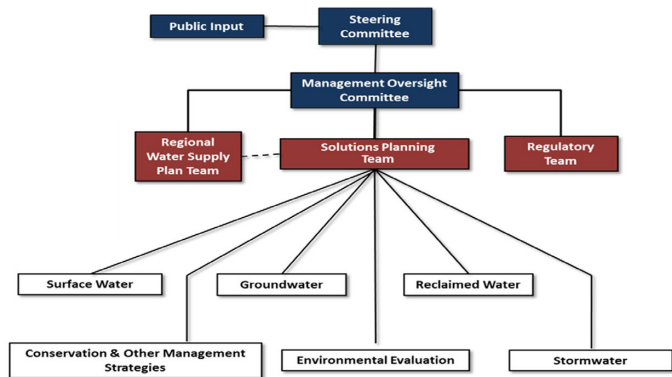 Steering
Committee
Public Input
Management Oversight
Committee
Regional
Water Supply
Plan Team
Solutions Planning
Team
Regulatory
Team
Surface Water
Groundwater
Reclaimed Water
Conservation & Other Management
Strategies
Environmental Evaluation
Stormwater